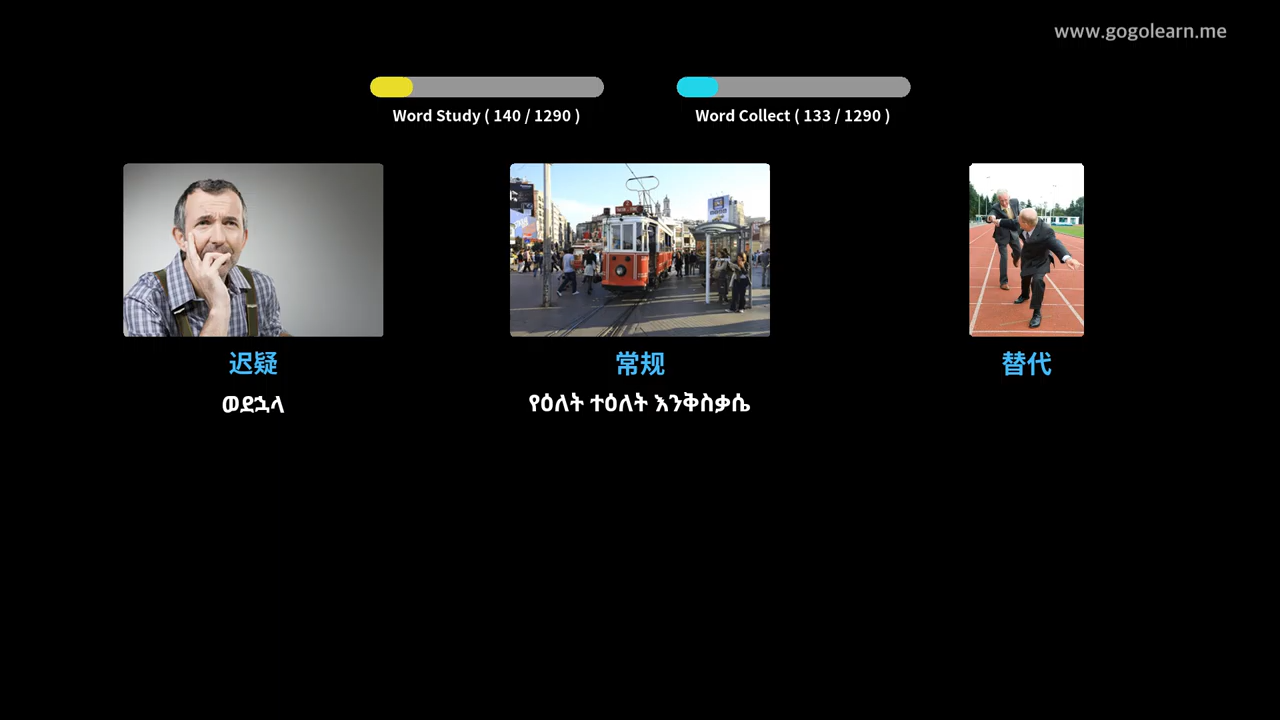 www.gogolearn.me
Word Study ( 140 / 1290 )
Word Collect ( 133 / 1290 )
迟疑
常规
替代
ወደኋላ
የዕለት ተዕለት እንቅስቃሴ